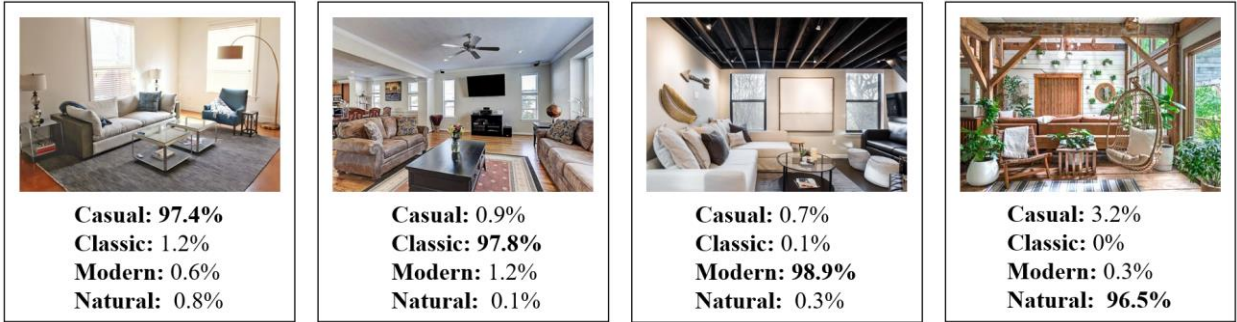 Casual: 97.4%
Classic: 1.2%
Modern: 0.6%
Natural: 0.8%
Casual: 0.9%
Classic: 97.8%
Modern: 1.2%
Natural: 0.1%
Casual: 0.7%
Classic: 0.1%
Modern: 98.9%
Natural: 0.3%
Casual: 3.2%
Classic: 0%
Modern: 0.3%
Natural: 96.5%